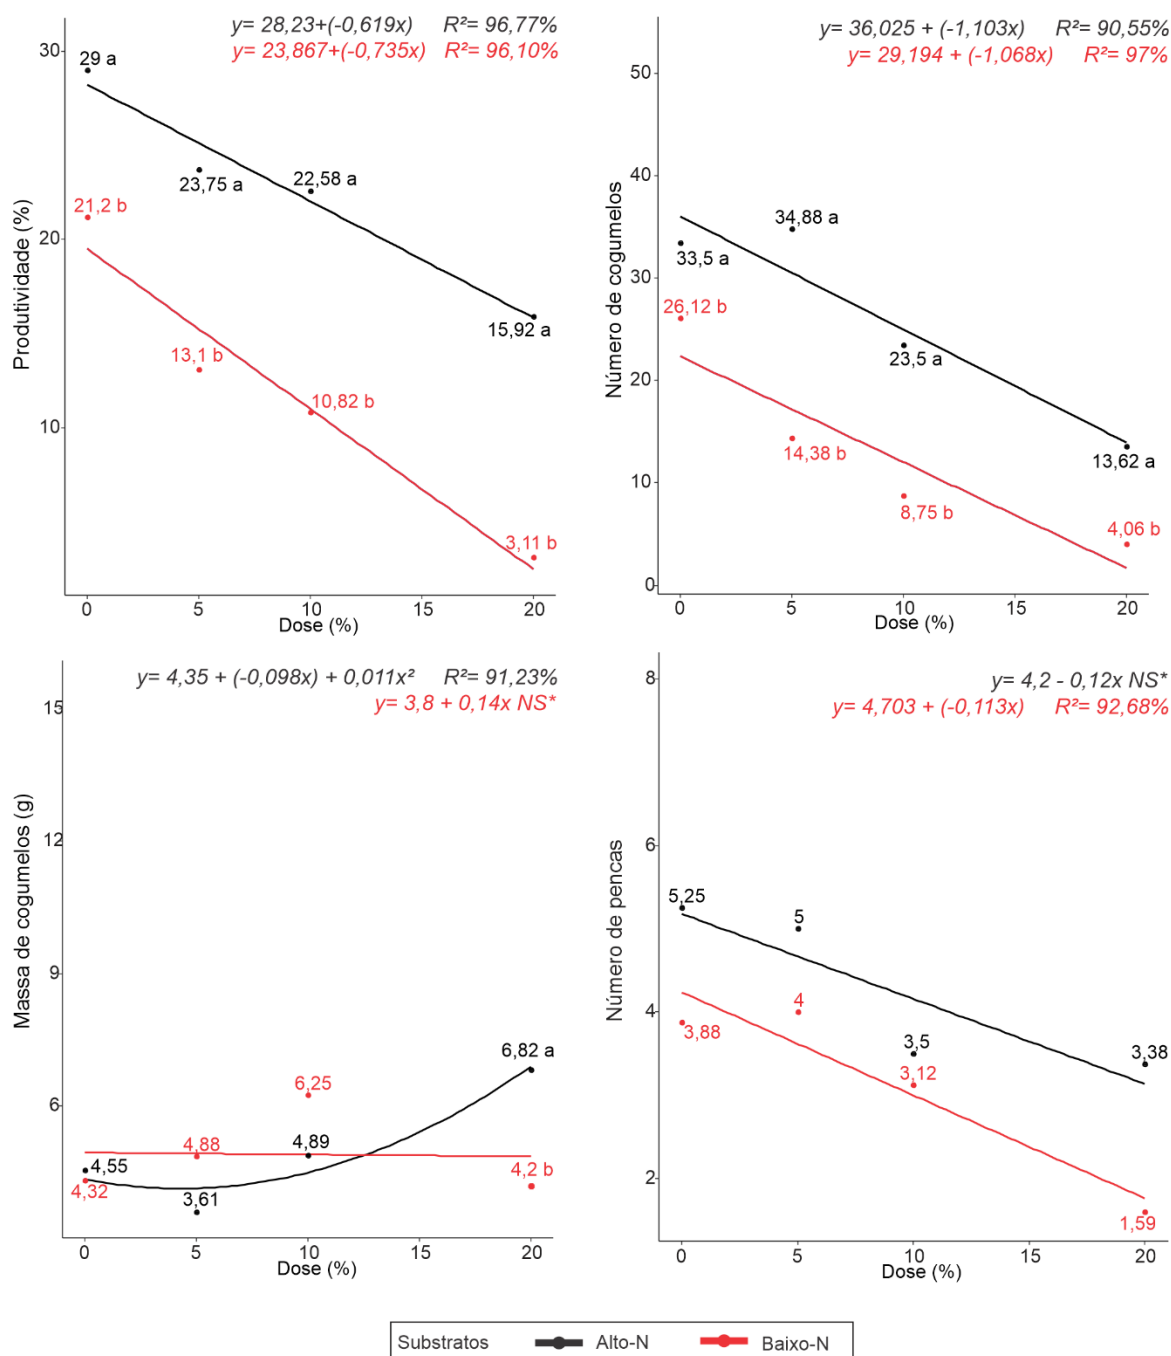 y= 28,23+(-0,619x) R²= 96,77%
y= 23,867+(-0,735x) R²= 96,10%
30
20
10
Produtividade (%)
29 a
23,75 a
22,58 a
15,92 a
21,2 b
13,1 b
10,82 b
3,11 b
0 5 10 15 20
Dose (%)
y= 36,025 + (-1,103x) R²= 90,55%
y= 29,194 + (-1,068x) R²= 97%
50
40
30
20
10
0
Número de cogumelos
34,88 a
33,5 a
26,12 b
23,5 a
14,38 b
8,75 b
13,62 a
4,06 b
0 5 10 15 20
Dose (%)
y= 4,35 + (-0,098x) + 0,011x² R²= 91,23%
y= 3,8 + 0,14x NS*
15
12
9
6
Massa de cogumelos (g)
4,55
4,32
4,88
3,61
6,25
4,89
6,82 a
4,2 b
0 5 10 15 20
Dose (%)
y= 4,2 - 0,12x NS*
y= 4,703 + (-0,113x) R²= 92,68%
8
6
4
2
Número de pencas
5,25
5
3,88
4
3,5
3,12
3,38
1,59
0 5 10 15 20
Dose (%)
Substratos Alto-N Baixo-N